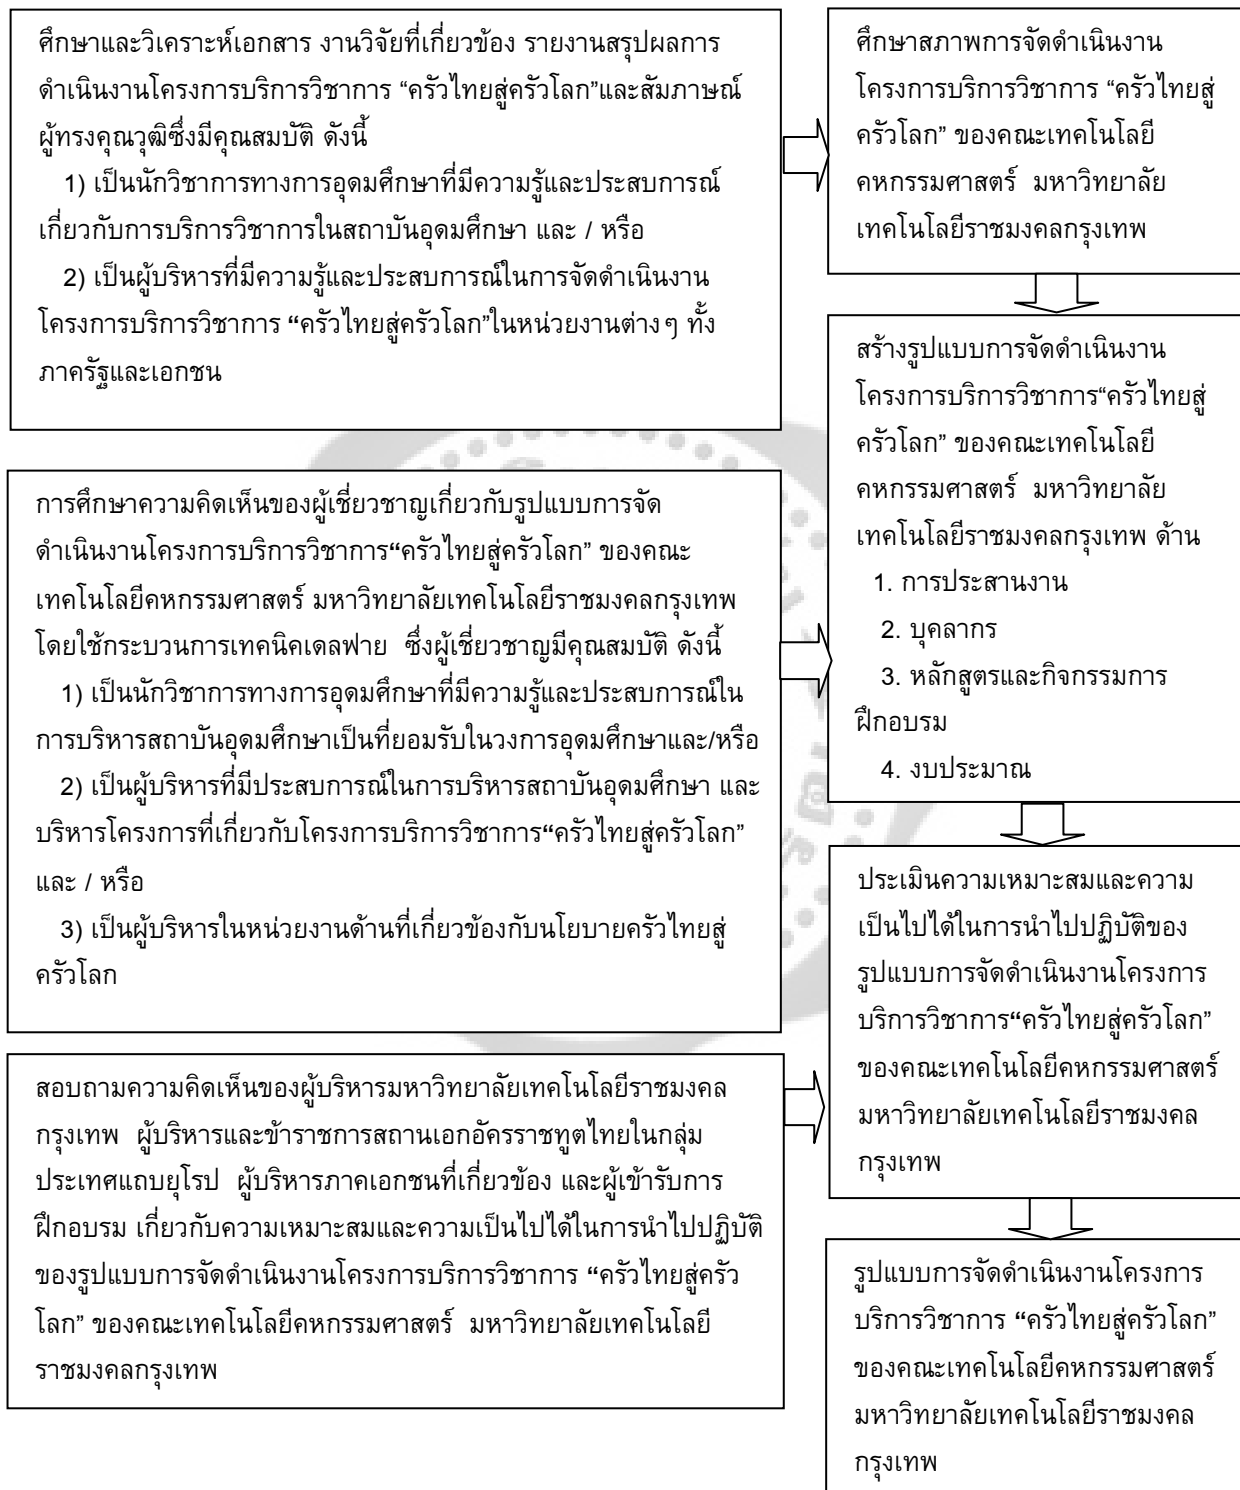 ศึกษาและวิเคราะห์เอกสาร งานวิจัยที่เกี่ยวข้อง รายงานสรุปผลการ
ดำเนินงานโครงการบริการวิชาการ “ครัวไทยสู่ครัวโลก”และสัมภาษณ์
ผู้ทรงคุณวุฒิซึ่งมีคุณสมบัติ ดังนี้
1) เป็นนักวิชาการทางการอุดมศึกษาที่มีความรู้และประสบการณ์
เกี่ยวกับการบริการวิชาการในสถาบันอุดมศึกษา และ / หรือ
2) เป็นผู้บริหารที่มีความรู้และประสบการณ์ในการจัดดำเนินงาน
โครงการบริการวิชาการ “ครัวไทยสู่ครัวโลก”ในหน่วยงานต่างๆ ทั้ง
ภาครัฐและเอกชน
ศึกษาสภาพการจัดดำเนินงาน
โครงการบริการวิชาการ “ครัวไทยสู่
ครัวโลก” ของคณะเทคโนโลยี
คหกรรมศาสตร์ มหาวิทยาลัย
เทคโนโลยีราชมงคลกรุงเทพ
สร้างรูปแบบการจัดดำเนินงาน
โครงการบริการวิชาการ“ครัวไทยสู่
ครัวโลก” ของคณะเทคโนโลยี
คหกรรมศาสตร์ มหาวิทยาลัย
เทคโนโลยีราชมงคลกรุงเทพ ด้าน
1. การประสานงาน
2. บุคลากร
3. หลักสูตรและกิจกรรมการ
ฝึกอบรม
4. งบประมาณ
การศึกษาความคิดเห็นของผู้เชี่ยวชาญเกี่ยวกับรูปแบบการจัด
ดำเนินงานโครงการบริการวิชาการ“ครัวไทยสู่ครัวโลก” ของคณะ
เทคโนโลยีคหกรรมศาสตร์ มหาวิทยาลัยเทคโนโลยีราชมงคลกรุงเทพ
โดยใช้กระบวนการเทคนิคเดลฟาย ซึ่งผู้เชี่ยวชาญมีคุณสมบัติ ดังนี้
1) เป็นนักวิชาการทางการอุดมศึกษาที่มีความรู้และประสบการณ์ใน
การบริหารสถาบันอุดมศึกษาเป็นที่ยอมรับในวงการอุดมศึกษาและ/หรือ
2) เป็นผู้บริหารที่มีประสบการณ์ในการบริหารสถาบันอุดมศึกษา และ
บริหารโครงการที่เกี่ยวกับโครงการบริการวิชาการ“ครัวไทยสู่ครัวโลก”
และ / หรือ
3) เป็นผู้บริหารในหน่วยงานด้านที่เกี่ยวข้องกับนโยบายครัวไทยสู่
ครัวโลก
ประเมินความเหมาะสมและความ
เป็นไปได้ในการนำไปปฏิบัติของ
รูปแบบการจัดดำเนินงานโครงการ
บริการวิชาการ“ครัวไทยสู่ครัวโลก”
ของคณะเทคโนโลยีคหกรรมศาสตร์
มหาวิทยาลัยเทคโนโลยีราชมงคล
กรุงเทพ
สอบถามความคิดเห็นของผู้บริหารมหาวิทยาลัยเทคโนโลยีราชมงคล
กรุงเทพ ผู้บริหารและข้าราชการสถานเอกอัครราชทูตไทยในกลุ่ม
ประเทศแถบยุโรป ผู้บริหารภาคเอกชนที่เกี่ยวข้อง และผู้เข้ารับการ
ฝึกอบรม เกี่ยวกับความเหมาะสมและความเป็นไปได้ในการนำไปปฏิบัติ
ของรูปแบบการจัดดำเนินงานโครงการบริการวิชาการ “ครัวไทยสู่ครัว
โลก” ของคณะเทคโนโลยีคหกรรมศาสตร์ มหาวิทยาลัยเทคโนโลยี
ราชมงคลกรุงเทพ
รูปแบบการจัดดำเนินงานโครงการ
บริการวิชาการ “ครัวไทยสู่ครัวโลก”
ของคณะเทคโนโลยีคหกรรมศาสตร์
มหาวิทยาลัยเทคโนโลยีราชมงคล
กรุงเทพ